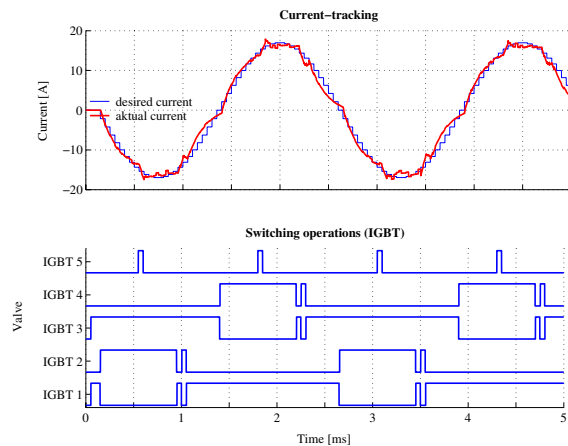 Current-tracking
20
10
0
-10
-20
Current [A]
desired current
aktual current
Switching operations (IGBT)
IGBT 5
IGBT 4
IGBT 3
IGBT 2
IGBT 1
Valve
0 1 2 3 4 5
Time [ms]